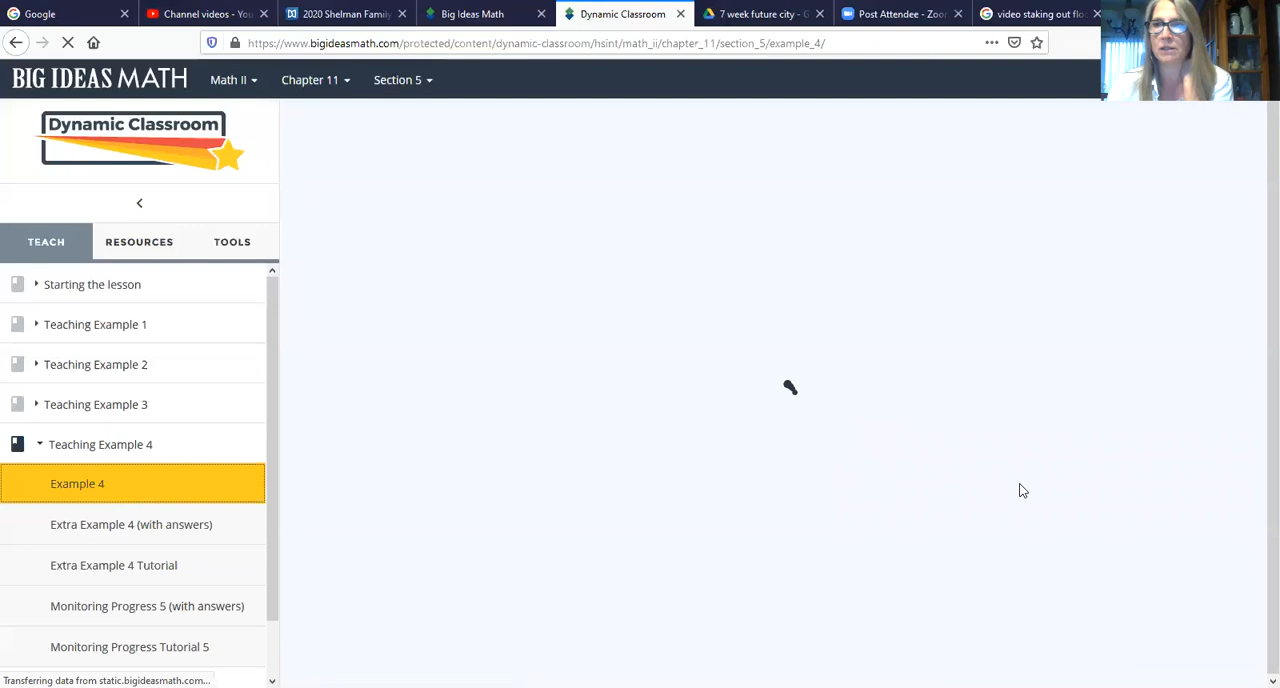 Google
Channel videos - You
2020 Shelman Family
Big Ideas Math
Dynamic Classroom
7 week future city - G
Post Attendee - Zoom
video staking out floo
https://www.bigideasmath.com/protected/content/dynamic-classroom/hsint/math_ii/chapter_11/section_5/example_4/
BIG IDEAS MATH
Math II
Chapter 11
Section 5
Dynamic Classroom
TEACH
RESOURCES
TOOLS
Starting the lesson
Teaching Example 1
Teaching Example 2
Teaching Example 3
Teaching Example 4
Example 4
Extra Example 4 (with answers)
Extra Example 4 Tutorial
Monitoring Progress 5 (with answers)
Monitoring Progress Tutorial 5
Transferring data from static.bigideasmath.com...